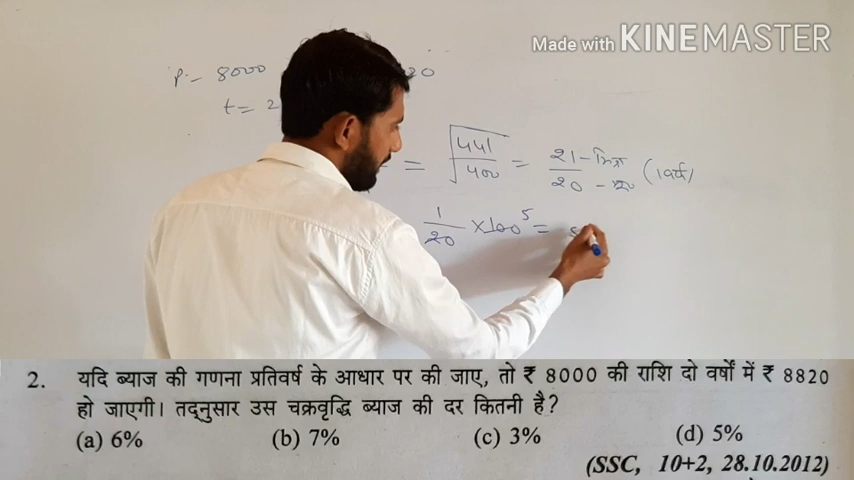 Made with KINEMASTER
P.- 8000 20
t= 2
= √441/400 = 21/20 - मिश्र (1वर्ष)
1/20 ×100 5 =
2. यदि ब्याज की गणना प्रतिवर्ष के आधार पर की जाए, तो ₹ 8000 की राशि दो वर्षों में ₹ 8820
हो जाएगी। तद्नुसार उस चक्रवृद्धि ब्याज की दर कितनी है?
(a) 6% (b) 7% (c) 3% (d) 5%
(SSC, 10+2, 28.10.2012)